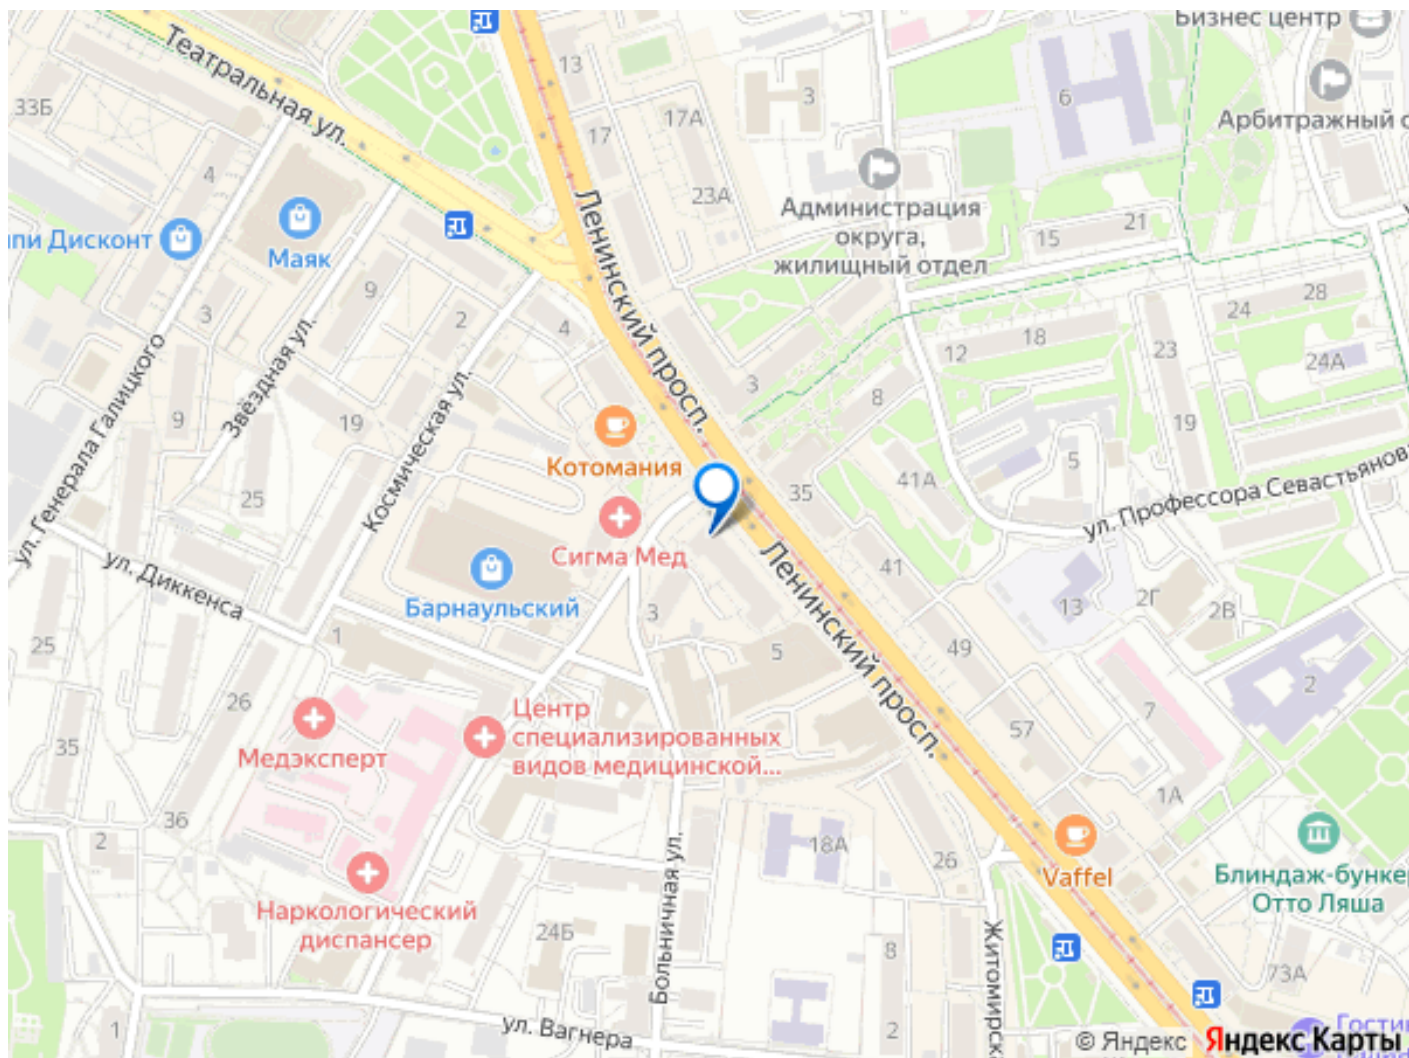 Бизнес центр
13
Театральная ул.
33Б
17А
3
6
Арбитражный с
17
4
23А
Администрация
округа,
жилищный отдел
21
15
ппи Дисконт
Маяк
Ленинский просп.
9
3
2
4
24
28
18
12
23
24А
3
8
Звёздная ул.
ул. Генерала Галицкого
9
19
Космическая ул.
Котомания
19
5
41А
35
25
ул. Профессора Севастьянова
Сигма Мед
ул. Диккенса
Барнаульский
Ленинский просп.
41
13
2Г
2В
3
1
25
5
49
2
26
7
57
35
Центр
специализированных
видов медицинской...
Медэксперт
1А
36
2
18А
26
Vaffel
Блиндаж-бункер
Отто Ляша
Наркологический
диспансер
24Б
Больничная ул.
8
Житомирска
73А
1
ул. Вагнера
2
Гостин
© Яндекс Яндекс Карты